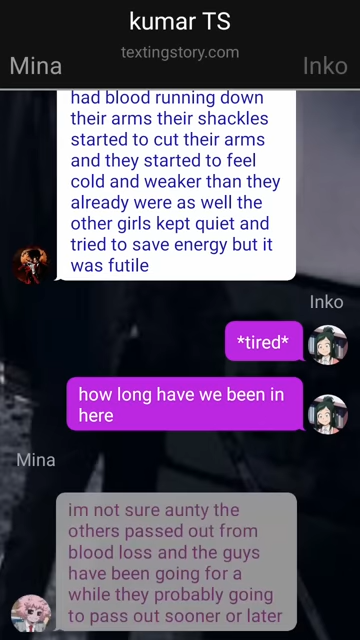 kumar TS
textingstory.com
Mina
Inko
had blood running down
their arms their shackles
started to cut their arms
and they started to feel
cold and weaker than they
already were as well the
other girls kept quiet and
tried to save energy but it
was futile
Inko
*tired*
how long have we been in
here
Mina
im not sure aunty the
others passed out from
blood loss and the guys
have been going for a
while they probably going
to pass out sooner or later